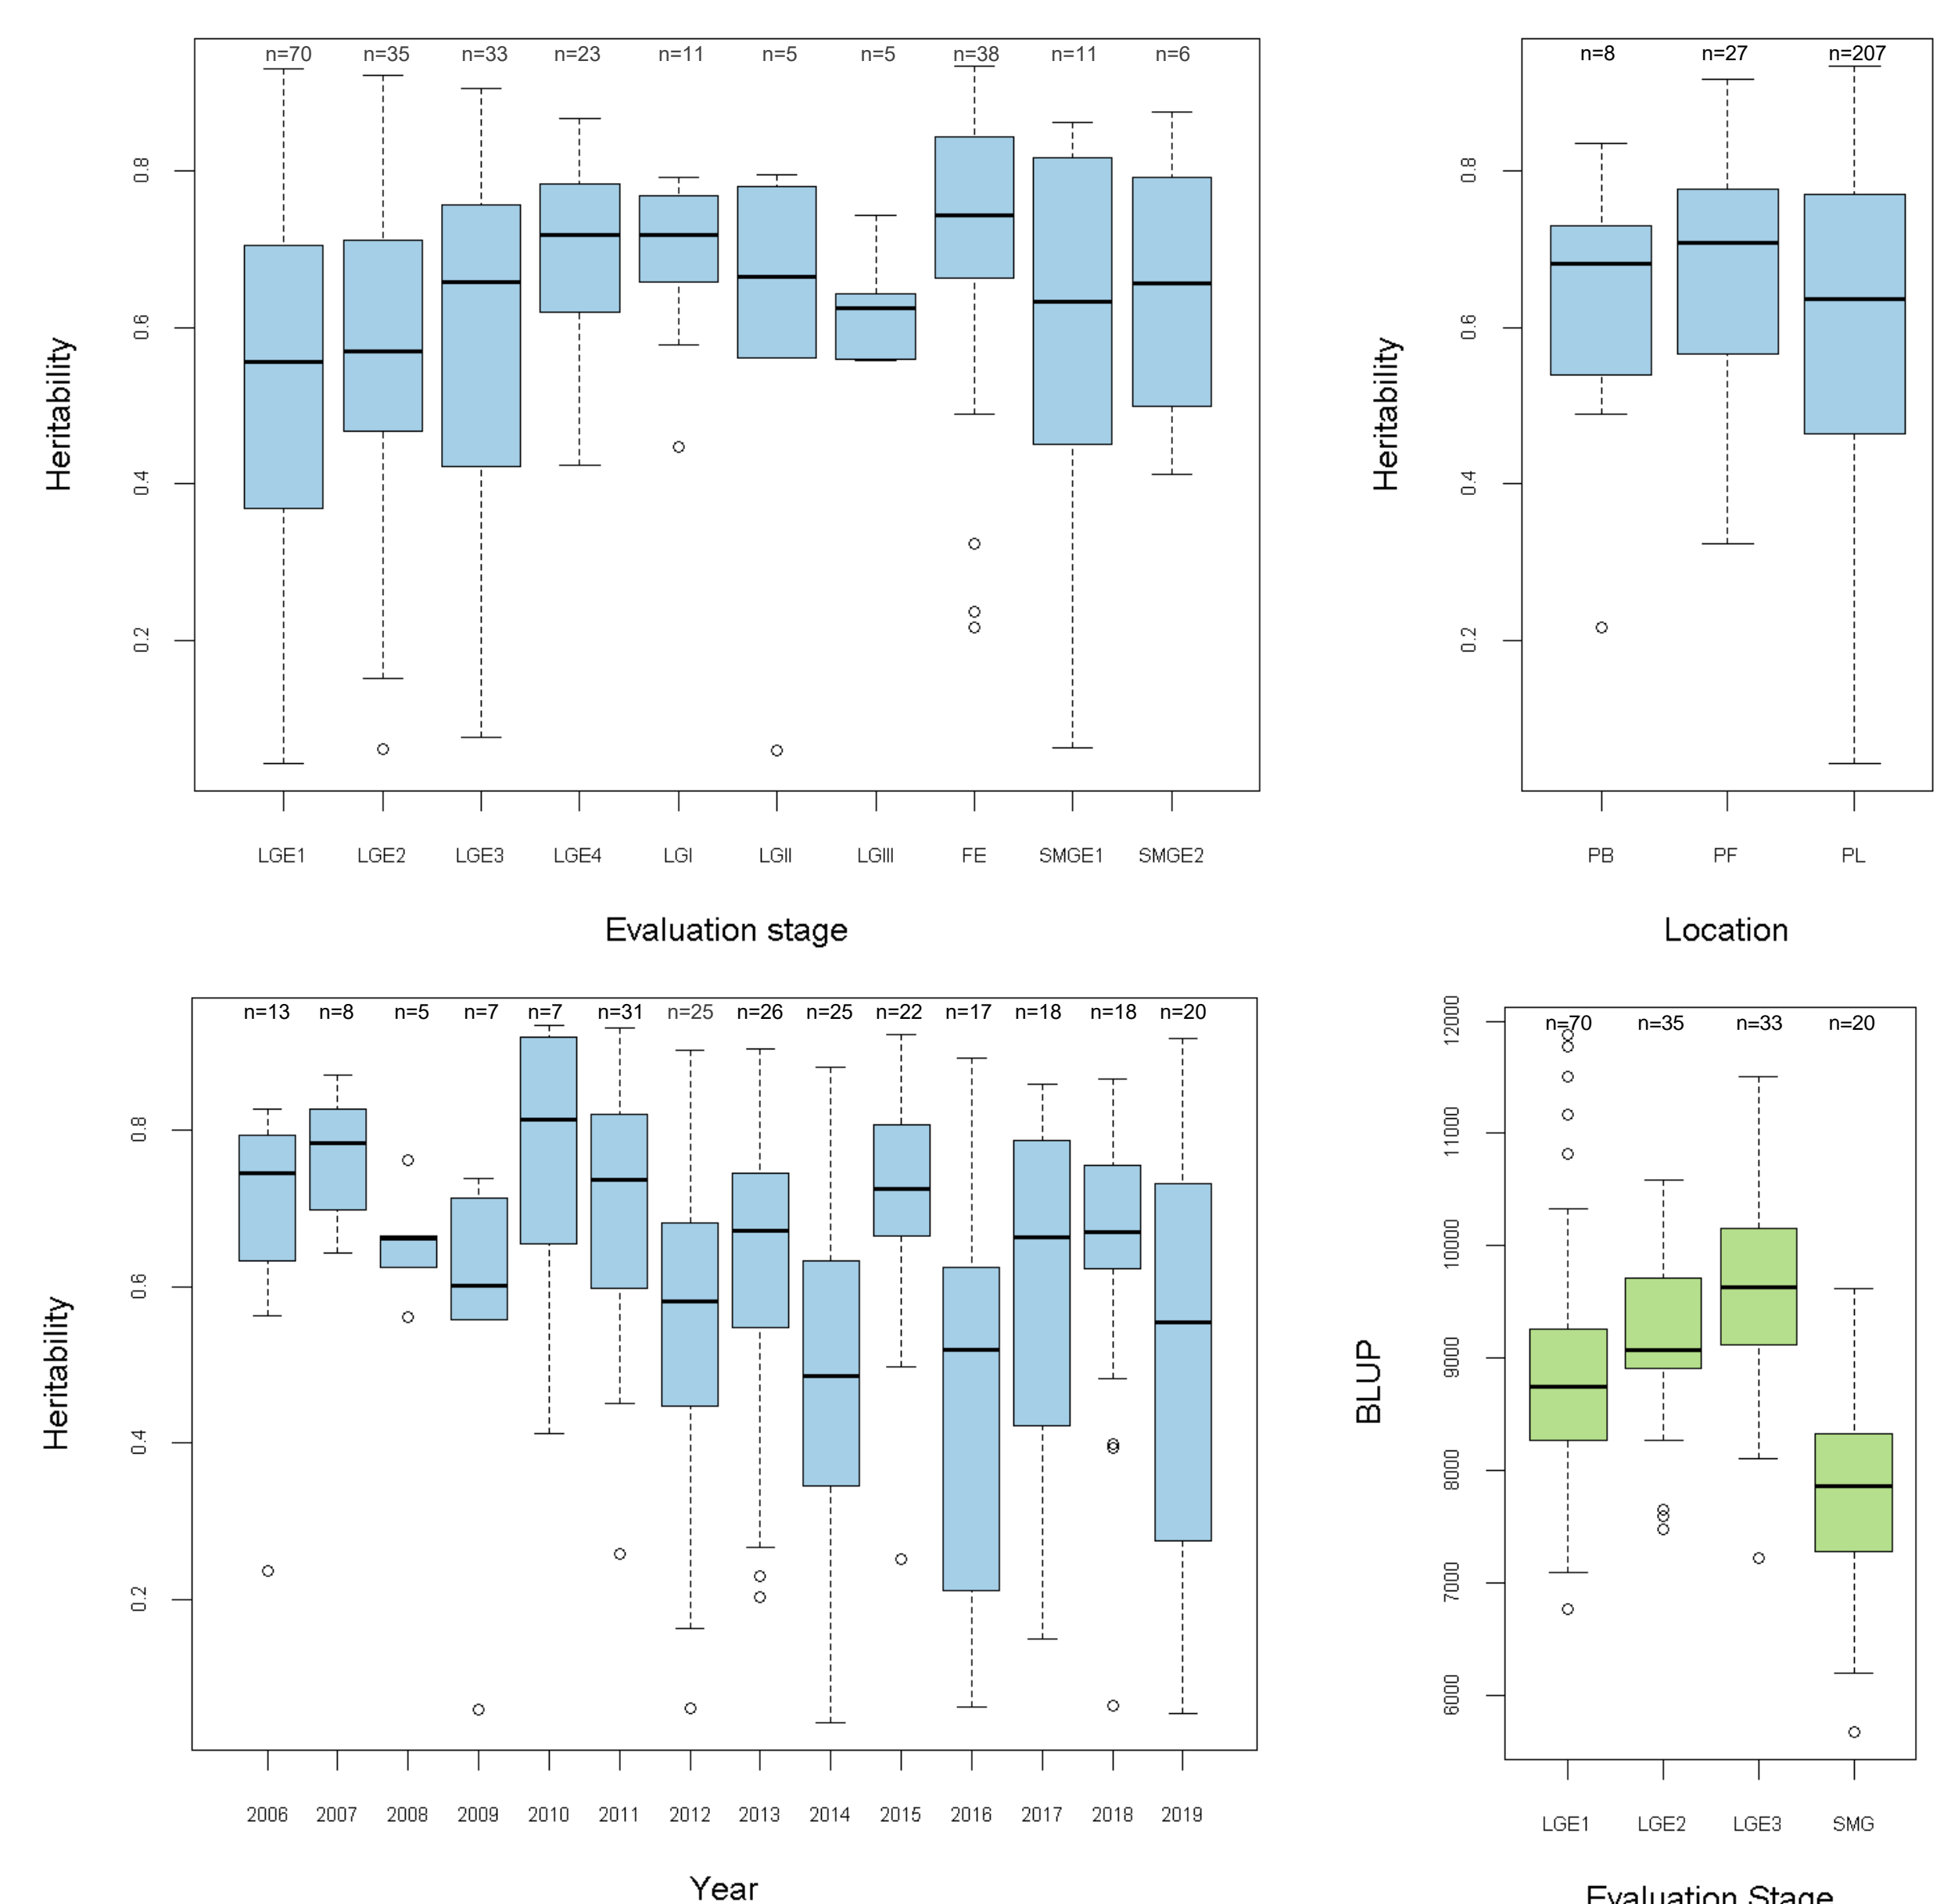 n=70 n=35 n=33 n=23 n=11 n=5 n=5 n=38 n=11 n=6
Heritability
0.8
0.6
0.4
0.2
LGE1 LGE2 LGE3 LGE4 LGI LGII LGIII FE SMGE1 SMGE2
Evaluation stage
n=8 n=27 n=207
Heritability
0.8
0.6
0.4
0.2
PB PF PL
Location
n=13 n=8 n=5 n=7 n=7 n=31 n=25 n=26 n=25 n=22 n=17 n=18 n=18 n=20
Heritability
0.8
0.6
0.4
0.2
2006 2007 2008 2009 2010 2011 2012 2013 2014 2015 2016 2017 2018 2019
Year
n=70 n=35 n=33 n=20
BLUP
12000
11000
10000
9000
8000
7000
6000
LGE1 LGE2 LGE3 SMG
Evaluation Stage